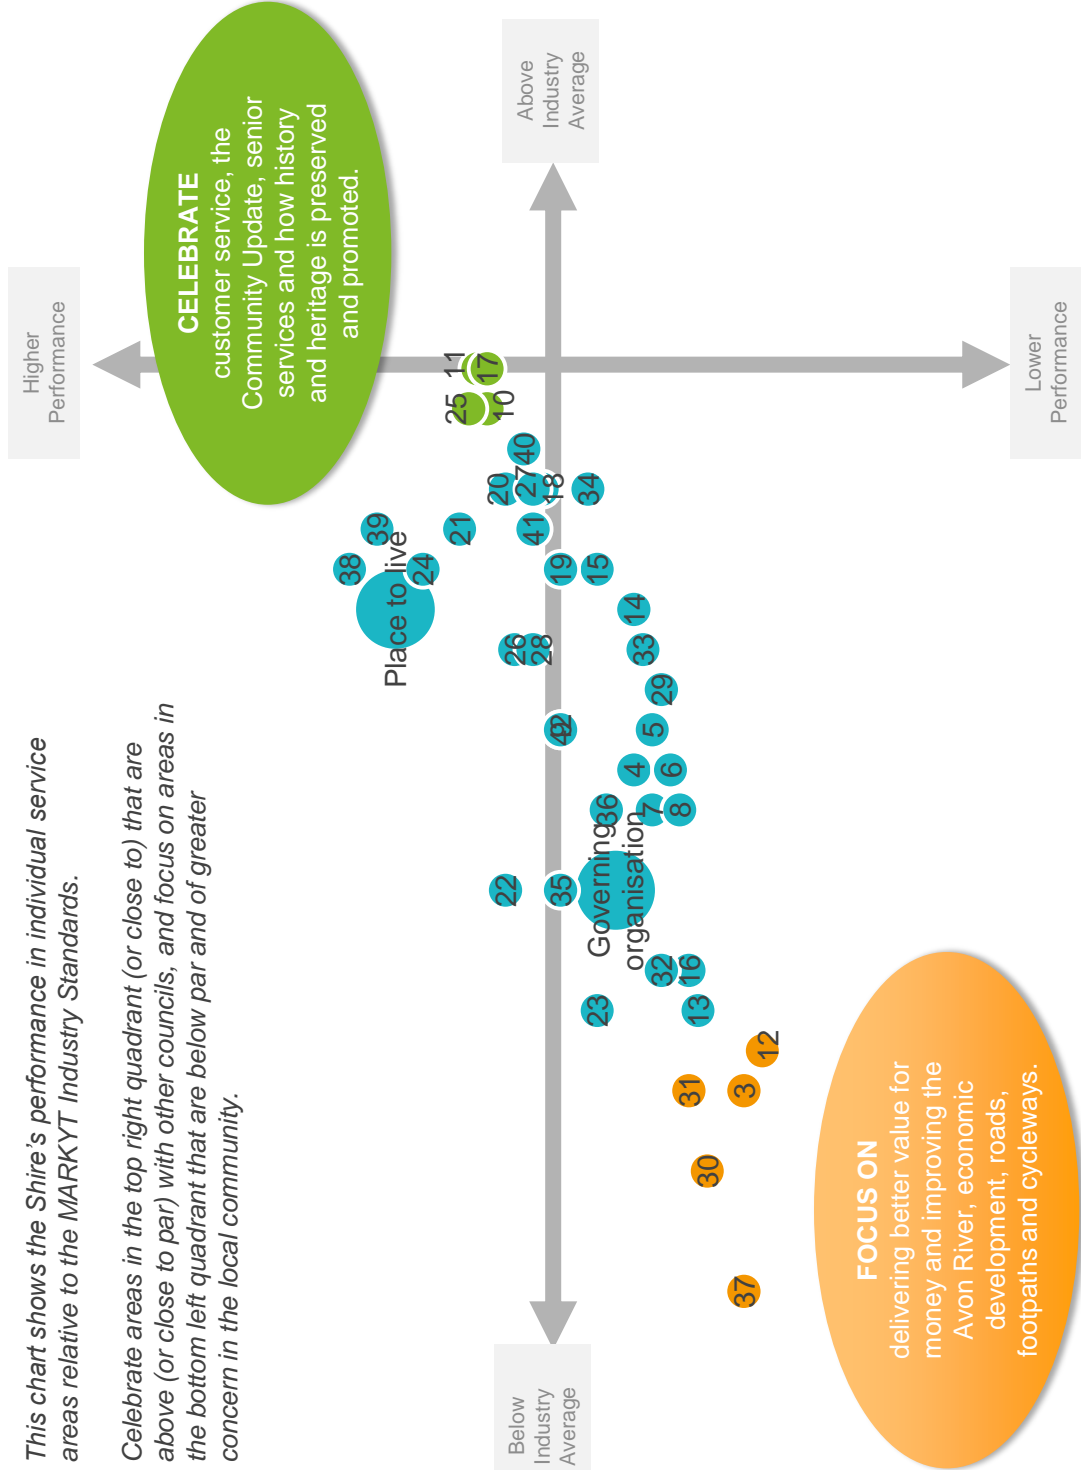 This chart shows the Shire's performance in individual service
areas relative to the MARKYT Industry Standards.
Celebrate areas in the top right quadrant (or close to) that are
above (or close to par) with other councils, and focus on areas in
the bottom left quadrant that are below par and of greater
concern in the local community.
Higher
Performance
CELEBRATE
customer service, the
Community Update, senior
services and how history
and heritage is preserved
and promoted.
38
39
Place to live
24
21
25
11
17
10
20
40
27
18
41
34
26
28
19
15
22
35
14
33
29
5
4
6
36
7
8
Governing
organisation
32
16
23
13
12
31
3
30
37
Below
Industry
Average
Above
Industry
Average
FOCUS ON
delivering better value for
money and improving the
Avon River, economic
development, roads,
footpaths and cycleways.
Lower
Performance